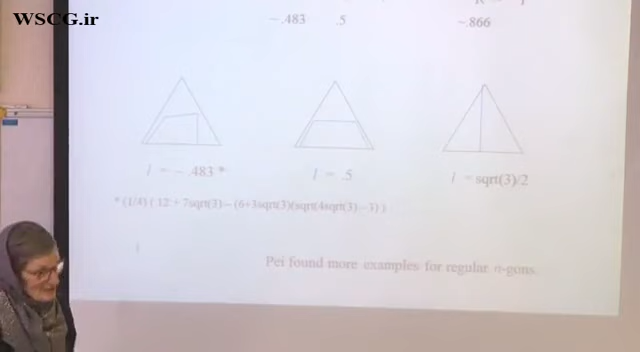 WSCG.ir
~.483 .5 ~.866
l = ~ .483 * l = .5 l = sqrt(3)/2
* (1/4) ( 12 + 7sqrt(3) – (6+3sqrt(3)(sqrt(4sqrt(3) – 3) )
Pei found more examples for regular n-gons.